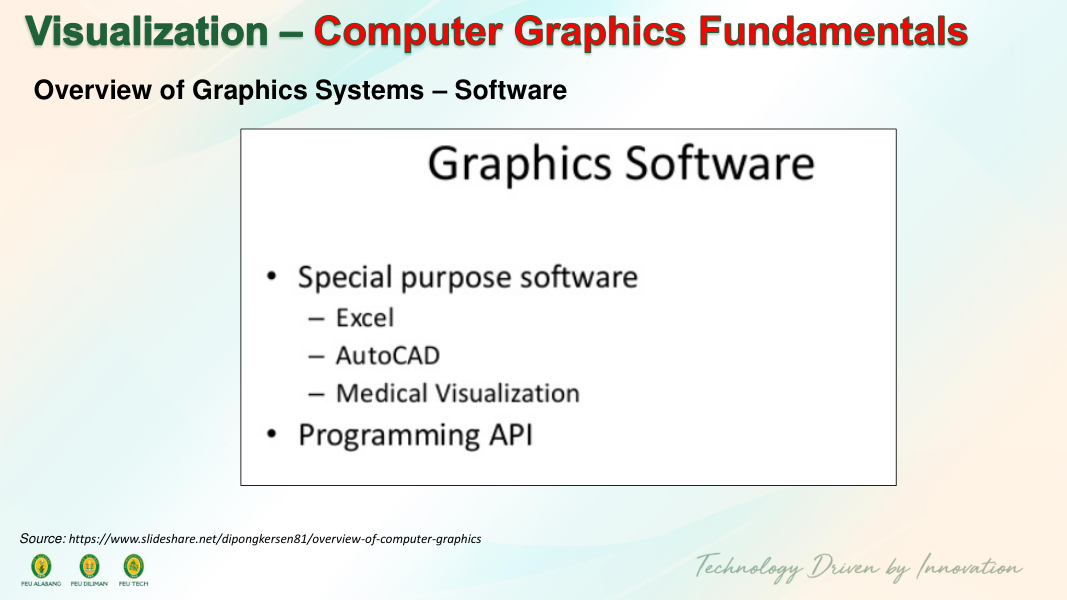 Visualization – Computer Graphics Fundamentals
Overview of Graphics Systems – Software
Graphics Software
• Special purpose software
– Excel
– AutoCAD
– Medical Visualization
• Programming API
Source: https://www.slideshare.net/dipongkersen81/overview-of-computer-graphics
FEU ALABANG FEU DILIMAN FEU TECH
Technology Driven by Innovation